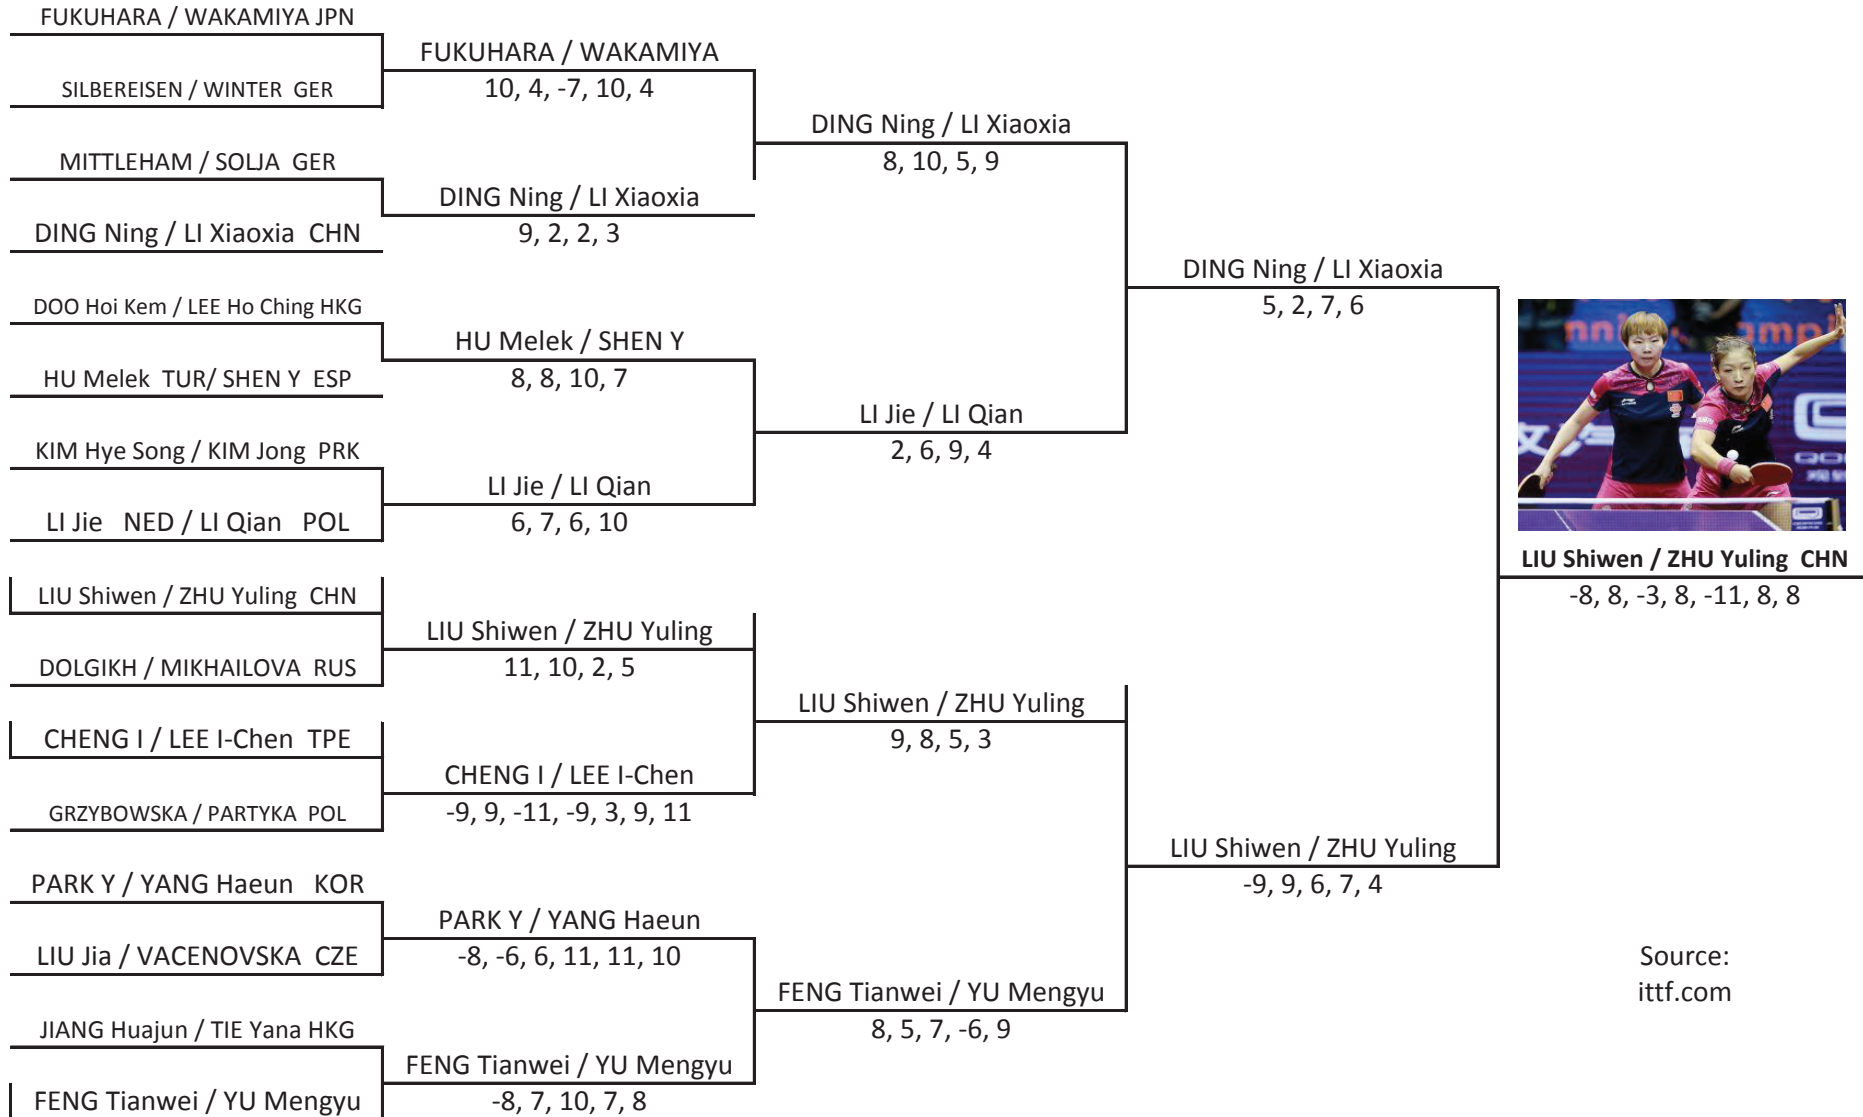 FUKUHARA / WAKAMIYA JPN
SILBEREISEN / WINTER GER
MITTLEHAM / SOLJA GER
DING Ning / LI Xiaoxia CHN
DOO Hoi Kem / LEE Ho Ching HKG
HU Melek TUR/ SHEN Y ESP
KIM Hye Song / KIM Jong PRK
LI Jie NED / LI Qian POL
LIU Shiwen / ZHU Yuling CHN
DOLGIKH / MIKHAILOVA RUS
CHENG I / LEE I-Chen TPE
GRZYBOWSKA / PARTYKA POL
PARK Y / YANG Haeun KOR
LIU Jia / VACENOVSKA CZE
JIANG Huajun / TIE Yana HKG
FENG Tianwei / YU Mengyu
FUKUHARA / WAKAMIYA
10, 4, -7, 10, 4
DING Ning / LI Xiaoxia
9, 2, 2, 3
HU Melek / SHEN Y
8, 8, 10, 7
LI Jie / LI Qian
6, 7, 6, 10
LIU Shiwen / ZHU Yuling
11, 10, 2, 5
CHENG I / LEE I-Chen
-9, 9, -11, -9, 3, 9, 11
PARK Y / YANG Haeun
-8, -6, 6, 11, 11, 10
FENG Tianwei / YU Mengyu
-8, 7, 10, 7, 8
DING Ning / LI Xiaoxia
8, 10, 5, 9
LI Jie / LI Qian
2, 6, 9, 4
LIU Shiwen / ZHU Yuling
9, 8, 5, 3
FENG Tianwei / YU Mengyu
8, 5, 7, -6, 9
DING Ning / LI Xiaoxia
5, 2, 7, 6
LIU Shiwen / ZHU Yuling
-9, 9, 6, 7, 4
LIU Shiwen / ZHU Yuling CHN
-8, 8, -3, 8, -11, 8, 8
Source:
ittf.com